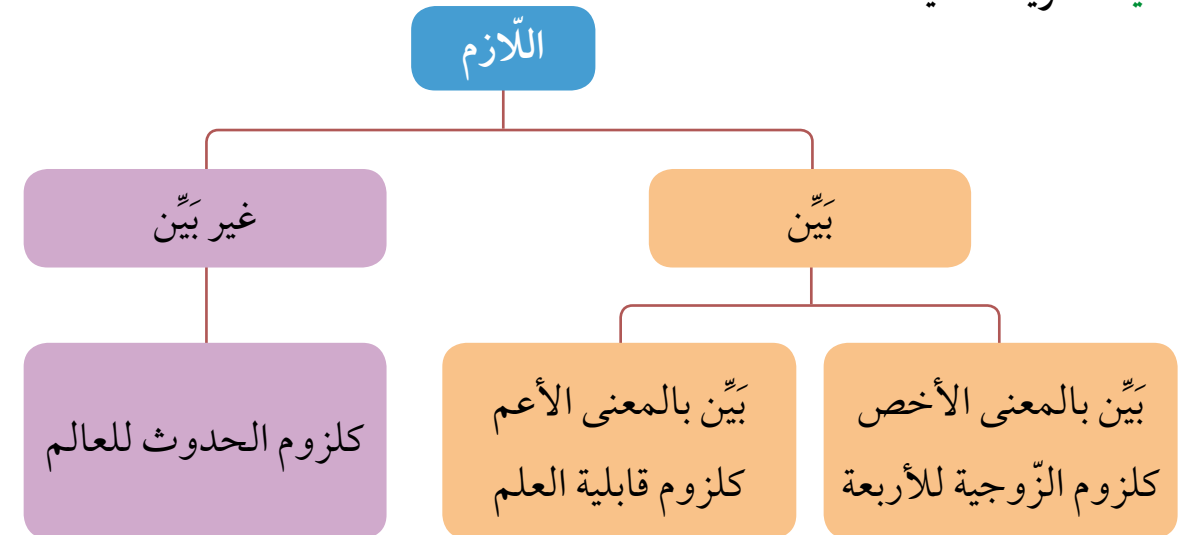 اللّازم
بَيِّن
غير بَيِّن
بَيِّن بالمعنى الأخص
كلزوم الزّوجية للأربعة
بَيِّن بالمعنى الأعم
كلزوم قابلية العلم
كلزوم الحدوث للعالم